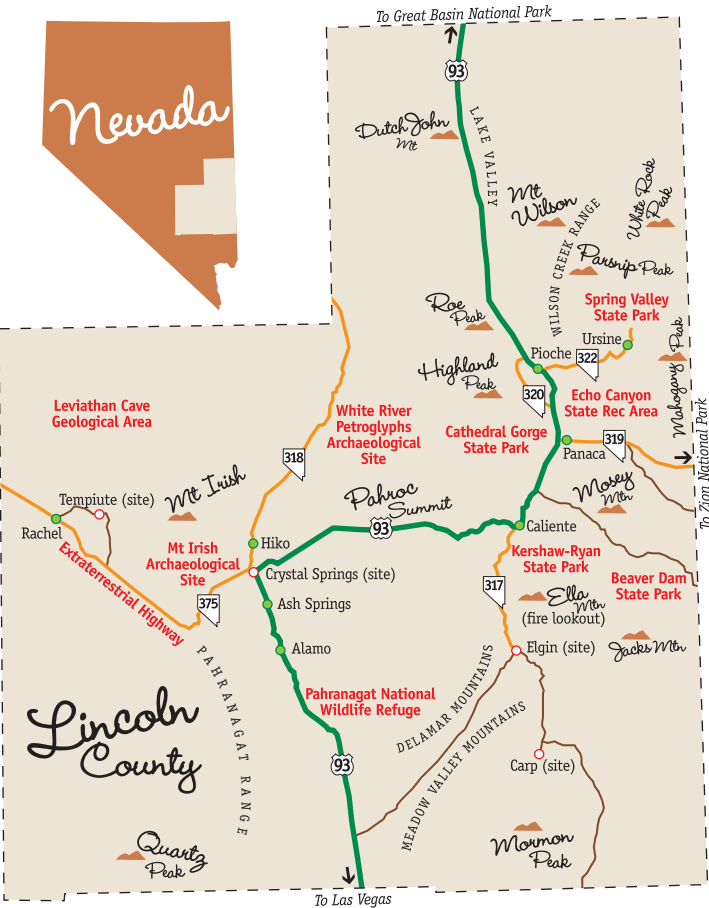 To Great Basin National Park
93
Nevada
LAKE VALLEY
Dutch John
Mt
Mt
Wilson
White Rock
Peak
WILSON CREEK RANGE
Parsnip Peak
Spring Valley
State Park
Roe
Peak
Ursine
Pioche
322
Mahogany Peak
Highland
Peak
320
Echo Canyon
State Rec Area
Leviathan Cave
Geological Area
White River
Petroglyphs
Archaeological
Site
Cathedral Gorge
State Park
319
Panaca
To Zion National Park
318
Mt Irish
Tempiute (site)
Rachel
Pahroc
Summit
93
Mosey
Mtn
Caliente
Hiko
Mt Irish
Archaeological
Site
Crystal Springs (site)
Kershaw-Ryan
State Park
Beaver Dam
State Park
Extraterrestrial Highway
375
317
Ash Springs
Ella
Mtn
(fire lookout)
Alamo
Elgin (site)
Jacks Mtn
PAHRANAGAT RANGE
Pahranagat National
Wildlife Refuge
DELAMAR MOUNTAINS
MEADOW VALLEY MOUNTAINS
Lincoln
County
93
Carp (site)
Quartz
Peak
Mormon
Peak
To Las Vegas